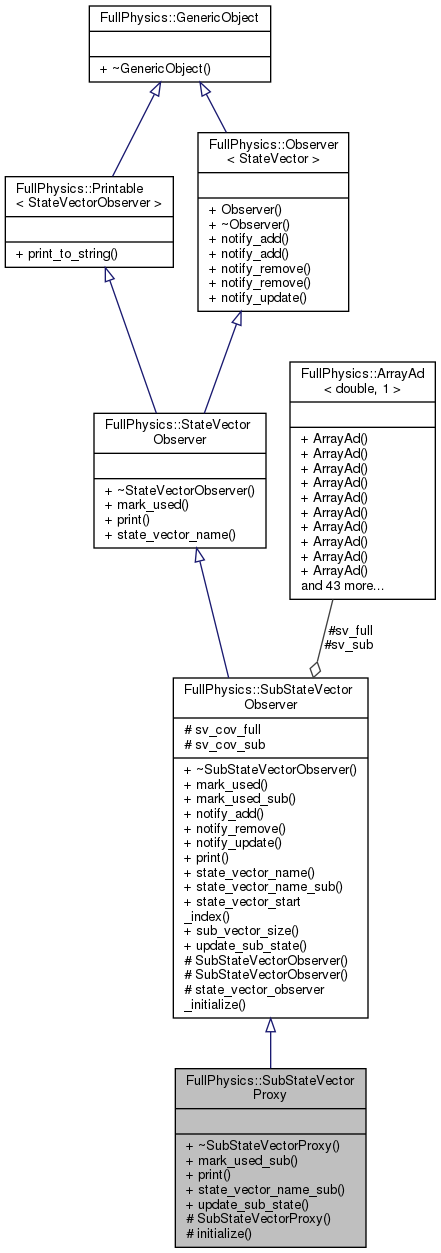 FullPhysics::GenericObject
+ ~GenericObject()
FullPhysics::Observer
< StateVector >
+ Observer()
+ ~Observer()
+ notify_add()
+ notify_add()
+ notify_remove()
+ notify_remove()
+ notify_update()
FullPhysics::Printable
< StateVectorObserver >
+ print_to_string()
FullPhysics::ArrayAd
< double, 1 >
+ ArrayAd()
+ ArrayAd()
+ ArrayAd()
+ ArrayAd()
+ ArrayAd()
+ ArrayAd()
+ ArrayAd()
+ ArrayAd()
+ ArrayAd()
+ ArrayAd()
and 43 more...
FullPhysics::StateVector
Observer
+ ~StateVectorObserver()
+ mark_used()
+ print()
+ state_vector_name()
#sv_full
#sv_sub
FullPhysics::SubStateVector
Observer
# sv_cov_full
# sv_cov_sub
+ ~SubStateVectorObserver()
+ mark_used()
+ mark_used_sub()
+ notify_add()
+ notify_remove()
+ notify_update()
+ print()
+ state_vector_name()
+ state_vector_name_sub()
+ state_vector_start
_index()
+ sub_vector_size()
+ update_sub_state()
# SubStateVectorObserver()
# SubStateVectorObserver()
# state_vector_observer
_initialize()
FullPhysics::SubStateVector
Proxy
+ ~SubStateVectorProxy()
+ mark_used_sub()
+ print()
+ state_vector_name_sub()
+ update_sub_state()
# SubStateVectorProxy()
# initialize()